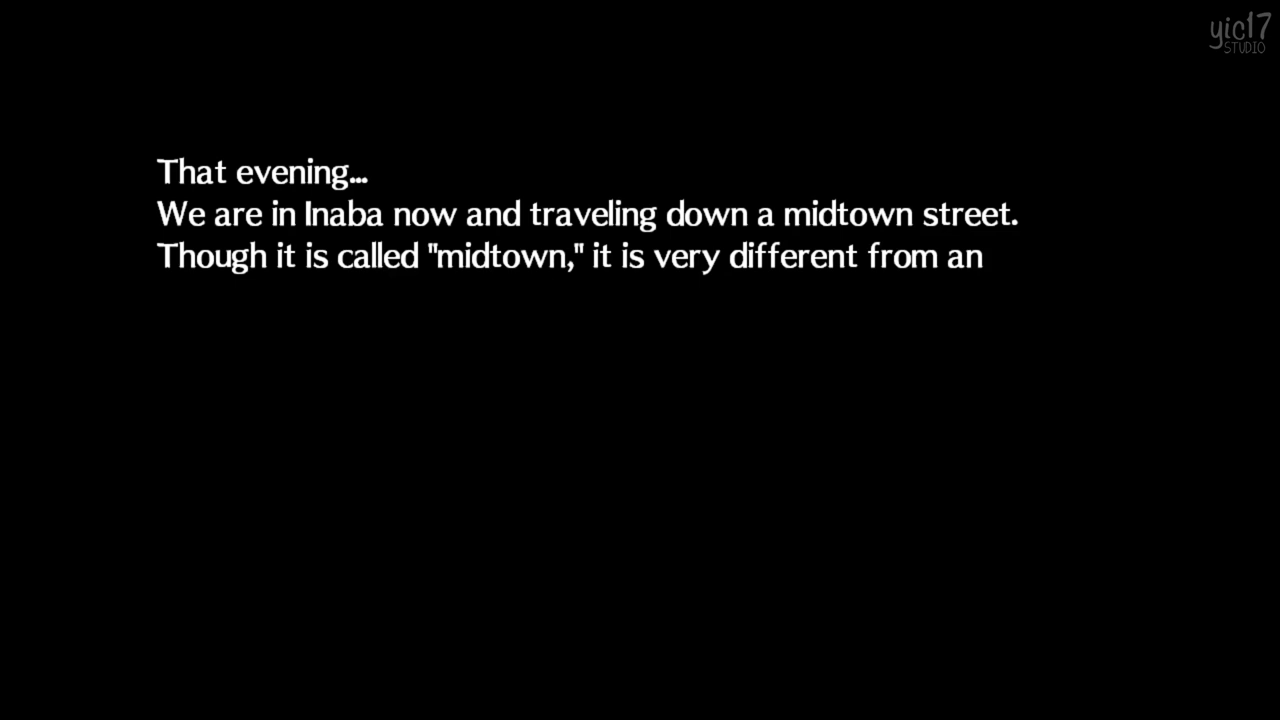 yic17
STUDIO
That evening...
We are in Inaba now and traveling down a midtown street.
Though it is called "midtown," it is very different from an